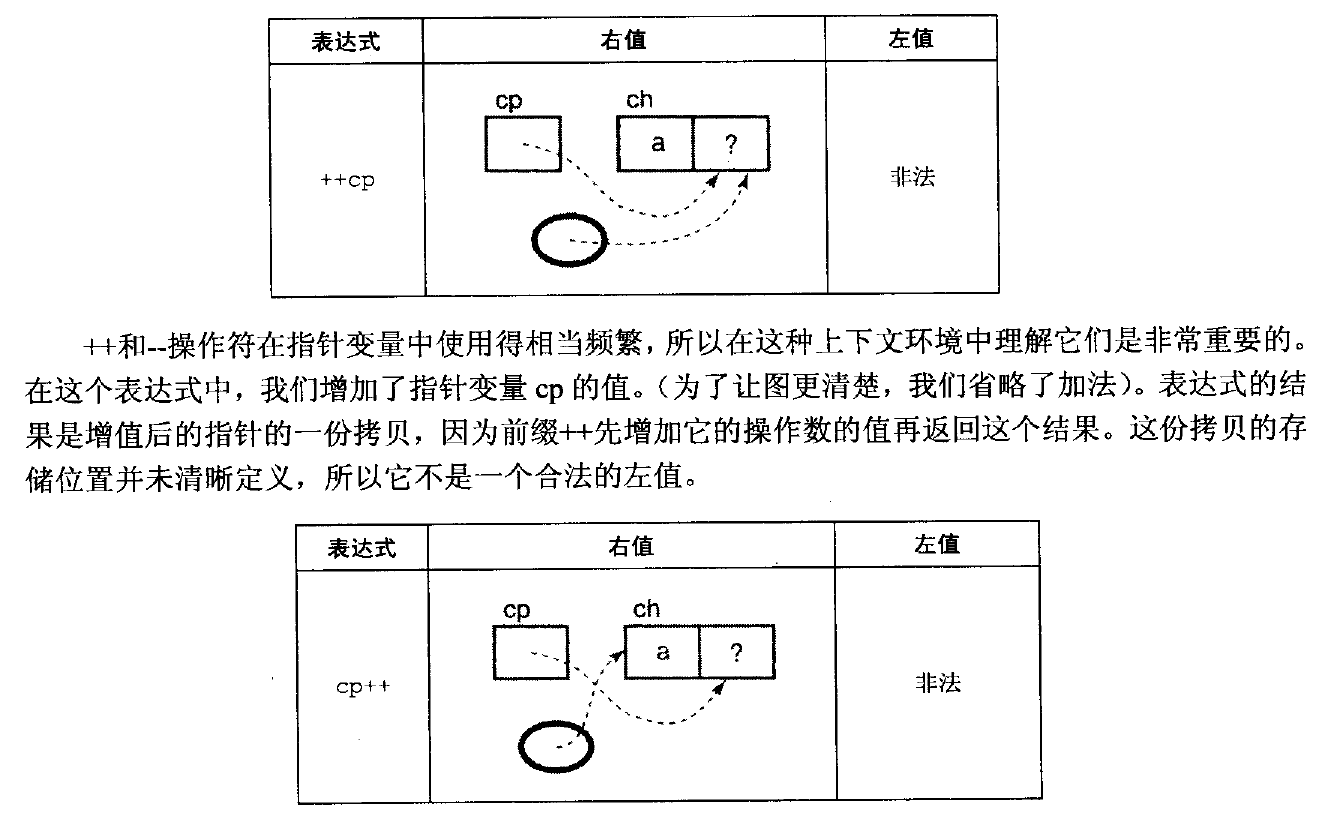 表达式 右值 左值
cp ch
a ?
++cp 非法
++和--操作符在指针变量中使用得相当频繁，所以在这种上下文环境中理解它们是非常重要的。
在这个表达式中，我们增加了指针变量 cp 的值。（为了让图更清楚，我们省略了加法）。表达式的结
果是增值后的指针的一份拷贝，因为前缀++先增加它的操作数的值再返回这个结果。这份拷贝的存
储位置并未清晰定义，所以它不是一个合法的左值。
表达式 右值 左值
cp ch
a ?
cp++ 非法